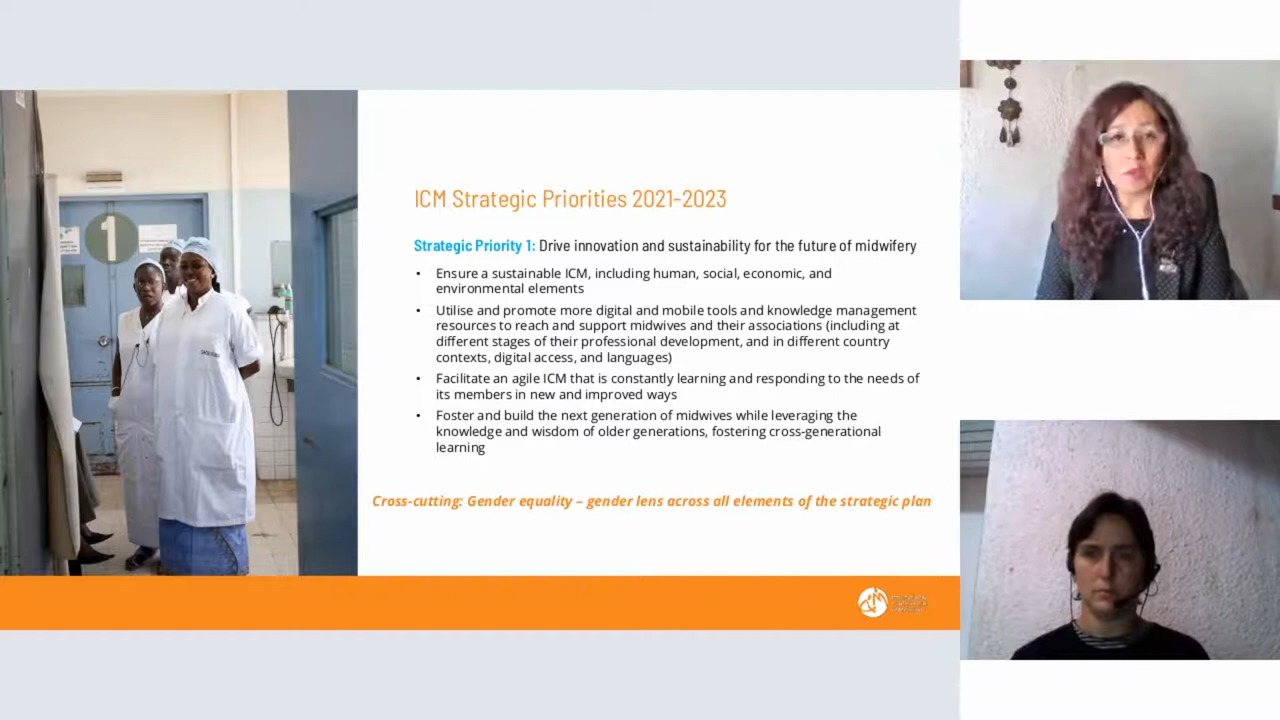 1
ICM Strategic Priorities 2021-2023
Strategic Priority 1: Drive innovation and sustainability for the future of midwifery
• Ensure a sustainable ICM, including human, social, economic, and
environmental elements
• Utilise and promote more digital and mobile tools and knowledge management
resources to reach and support midwives and their associations (including at
different stages of their professional development, and in different country
contexts, digital access, and languages)
• Facilitate an agile ICM that is constantly learning and responding to the needs of
its members in new and improved ways
• Foster and build the next generation of midwives while leveraging the
knowledge and wisdom of older generations, fostering cross-generational
learning
Cross-cutting: Gender equality – gender lens across all elements of the strategic plan